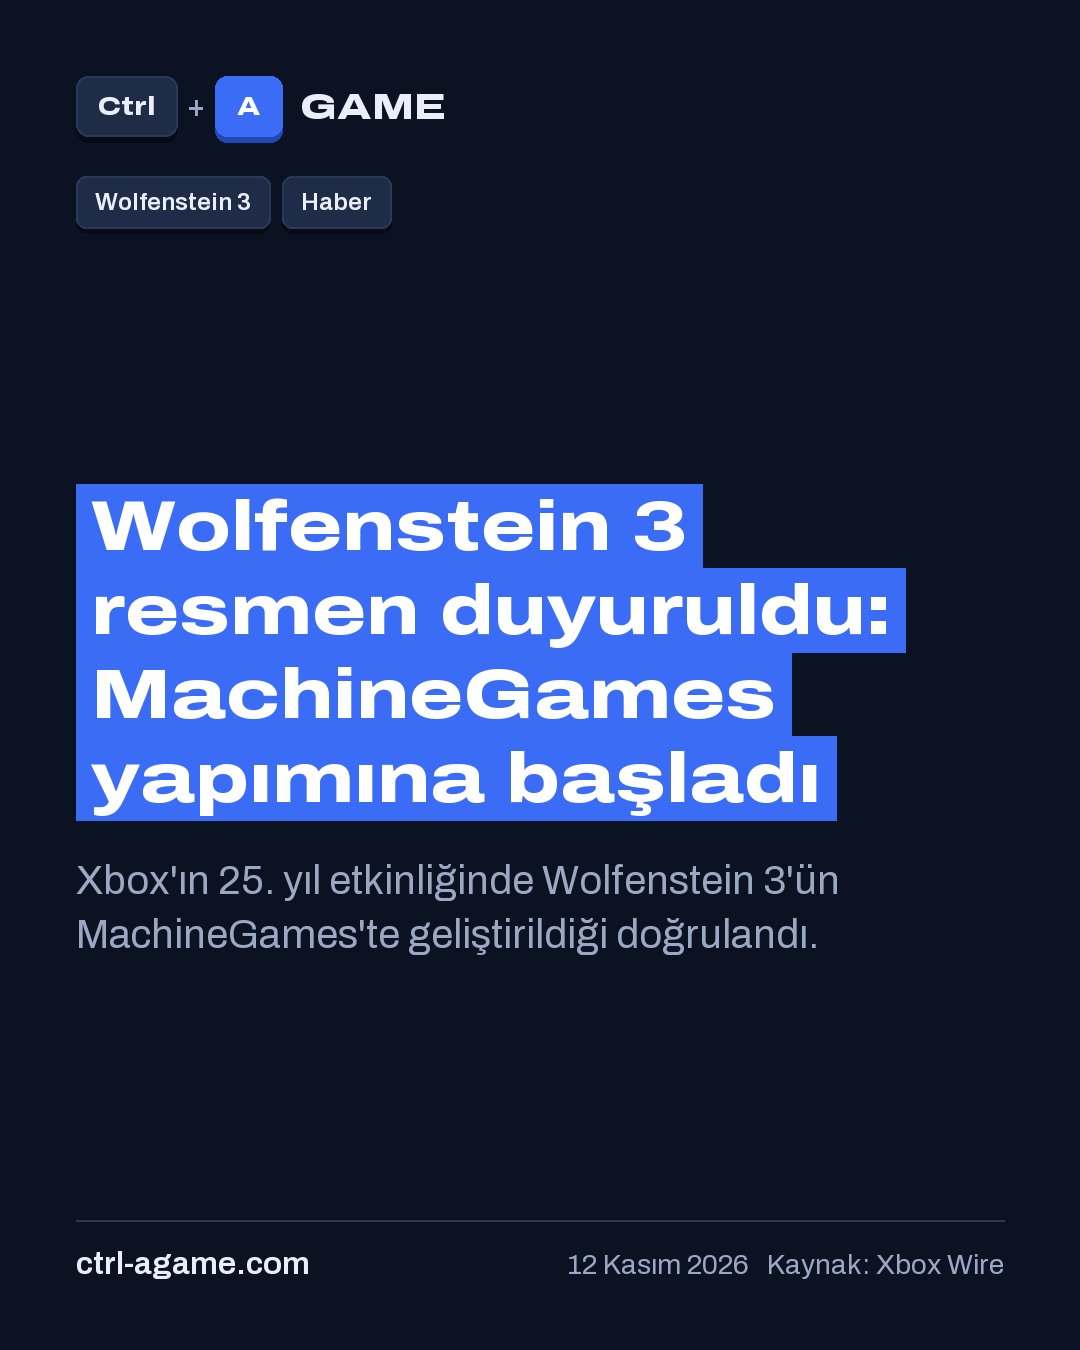 Ctrl + A GAME
Wolfenstein 3 Haber
Wolfenstein 3
resmen duyuruldu:
MachineGames
yapımına başladı
Xbox'ın 25. yıl etkinliğinde Wolfenstein 3'ün
MachineGames'te geliştirildiği doğrulandı.
ctrl-agame.com 12 Kasım 2026 Kaynak: Xbox Wire